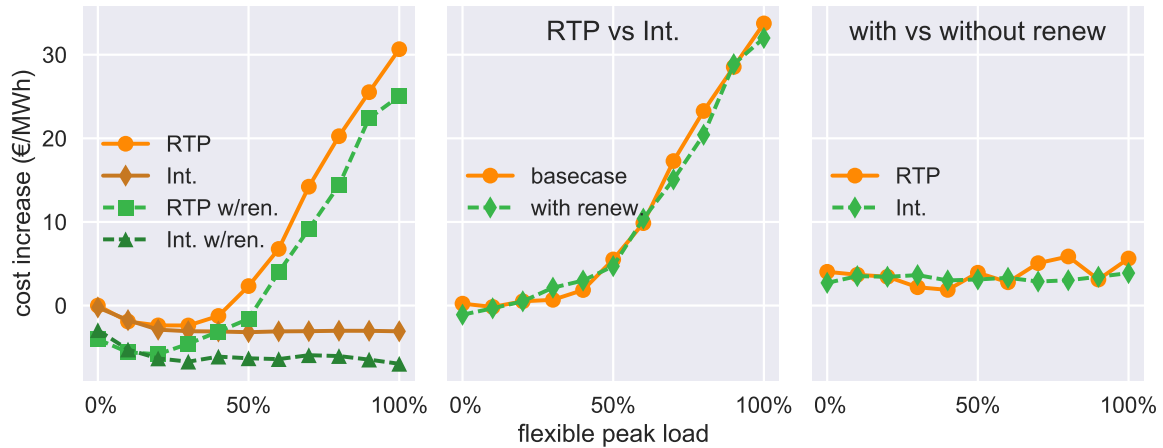 RTP vs Int.
with vs without renew
cost increase (€/MWh)
30
20
10
0
RTP
Int.
RTP w/ren.
Int. w/ren.
basecase
with renew.
RTP
Int.
0%
50%
100%
0%
50%
100%
0%
50%
100%
flexible peak load